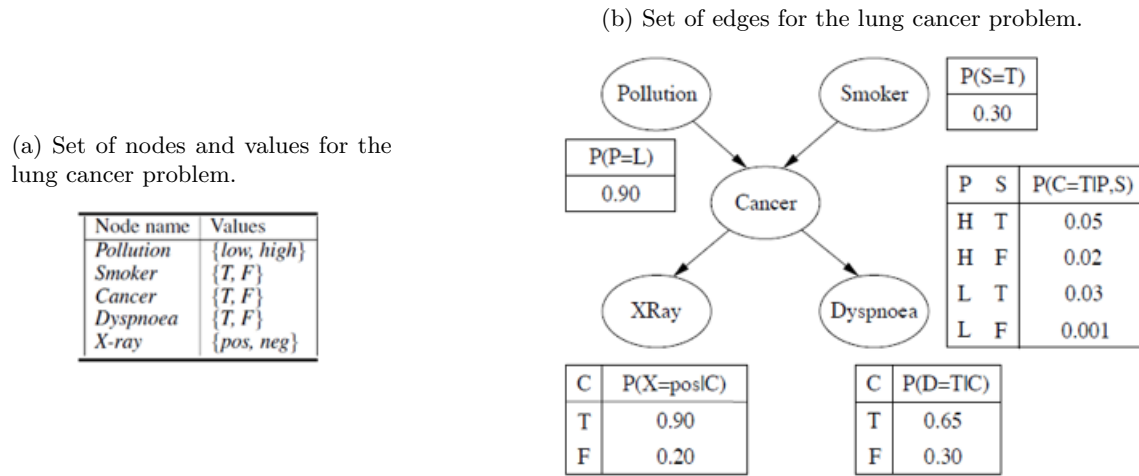 (b) Set of edges for the lung cancer problem.
Pollution
Smoker
P(S=T)
0.30
(a) Set of nodes and values for the
lung cancer problem.
P(P=L)
0.90
Cancer
P S P(C=T|P,S)
H T 0.05
H F 0.02
L T 0.03
L F 0.001
Node name Values
Pollution {low, high}
Smoker {T, F}
Cancer {T, F}
Dyspnoea {T, F}
X-ray {pos, neg}
XRay
Dyspnoea
C P(X=pos|C)
T 0.90
F 0.20
C P(D=T|C)
T 0.65
F 0.30